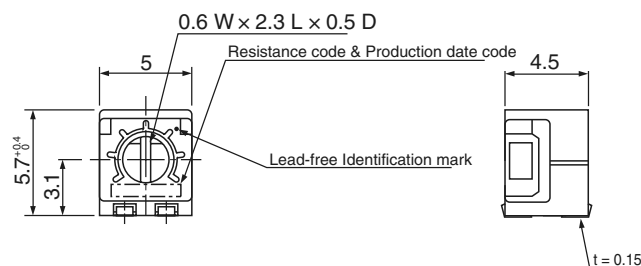 0.6 W × 2.3 L × 0.5 D
Resistance code & Production date code
5
4.5
5.7 +0.4 0
3.1
Lead-free Identification mark
t = 0.15